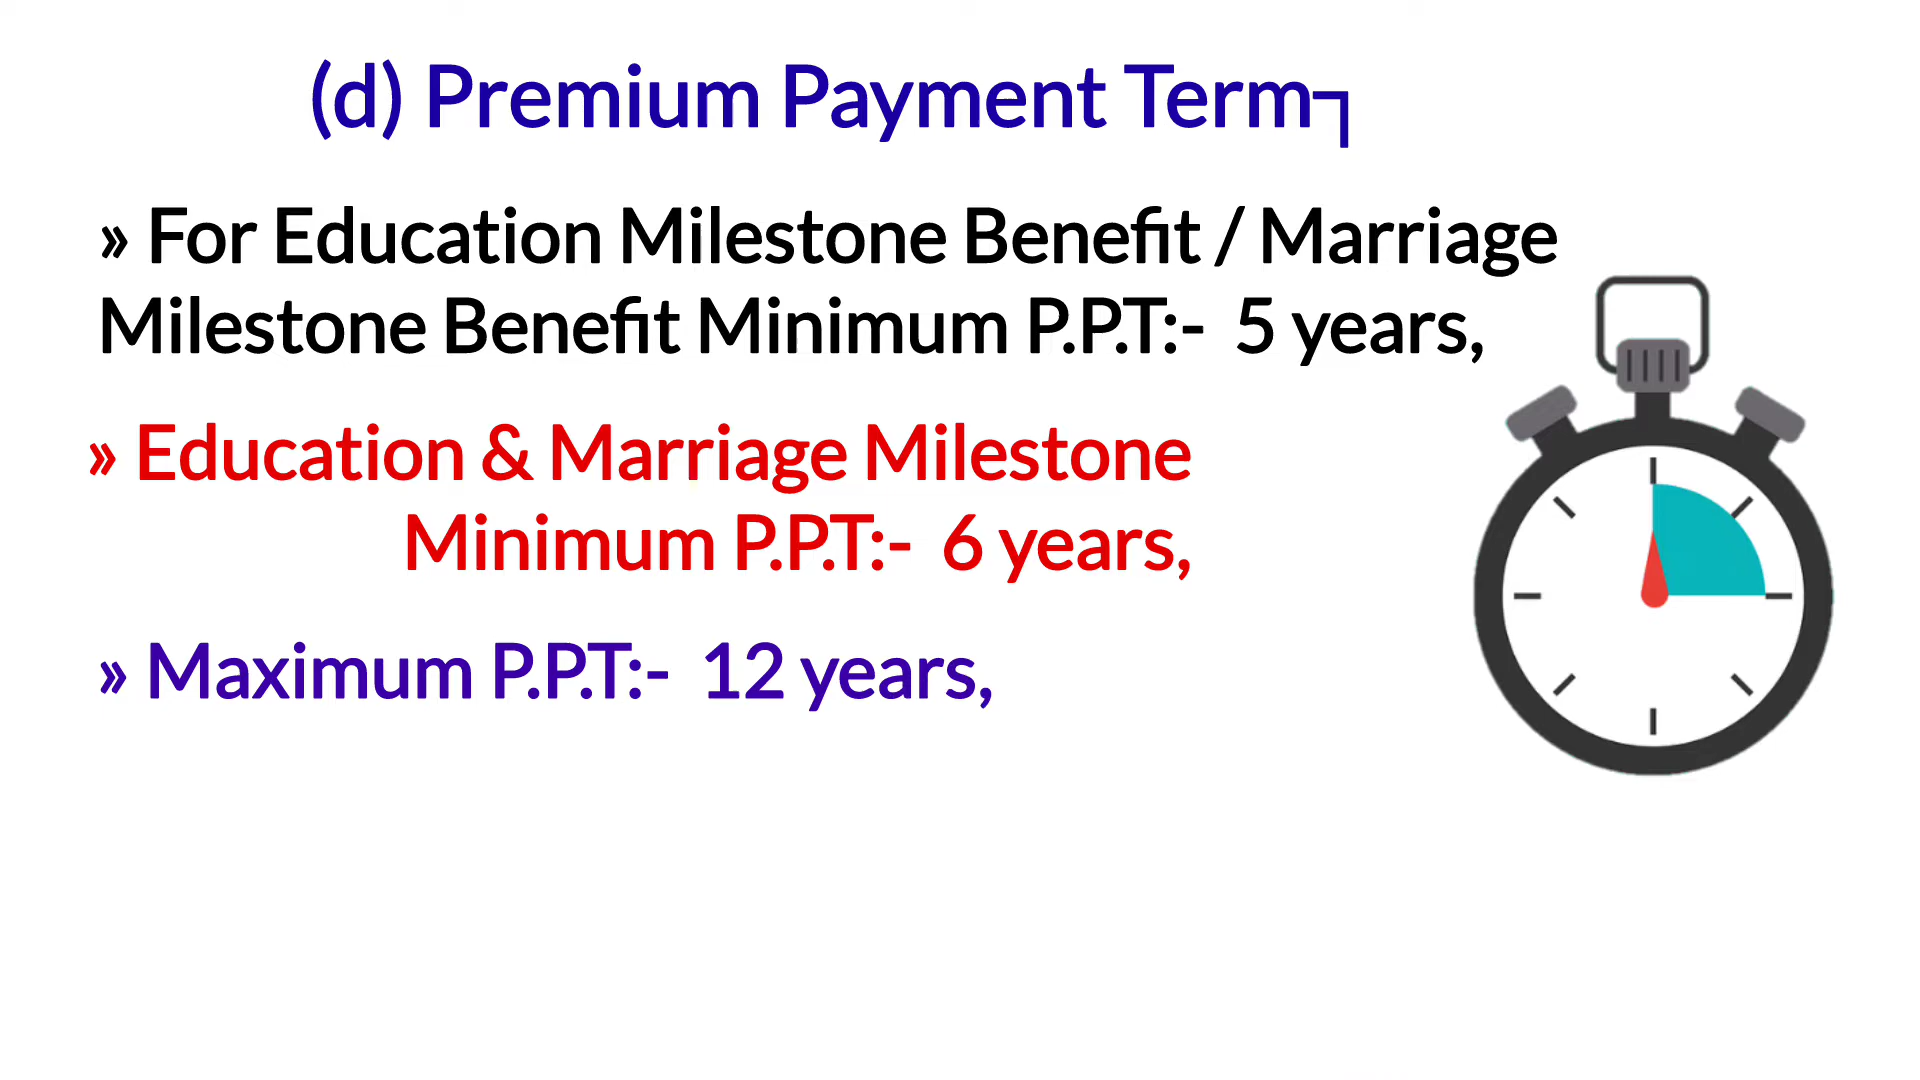 (d) Premium Payment Term┐
» For Education Milestone Benefit / Marriage
Milestone Benefit Minimum P.P.T:- 5 years,
» Education & Marriage Milestone
Minimum P.P.T:- 6 years,
» Maximum P.P.T:- 12 years,